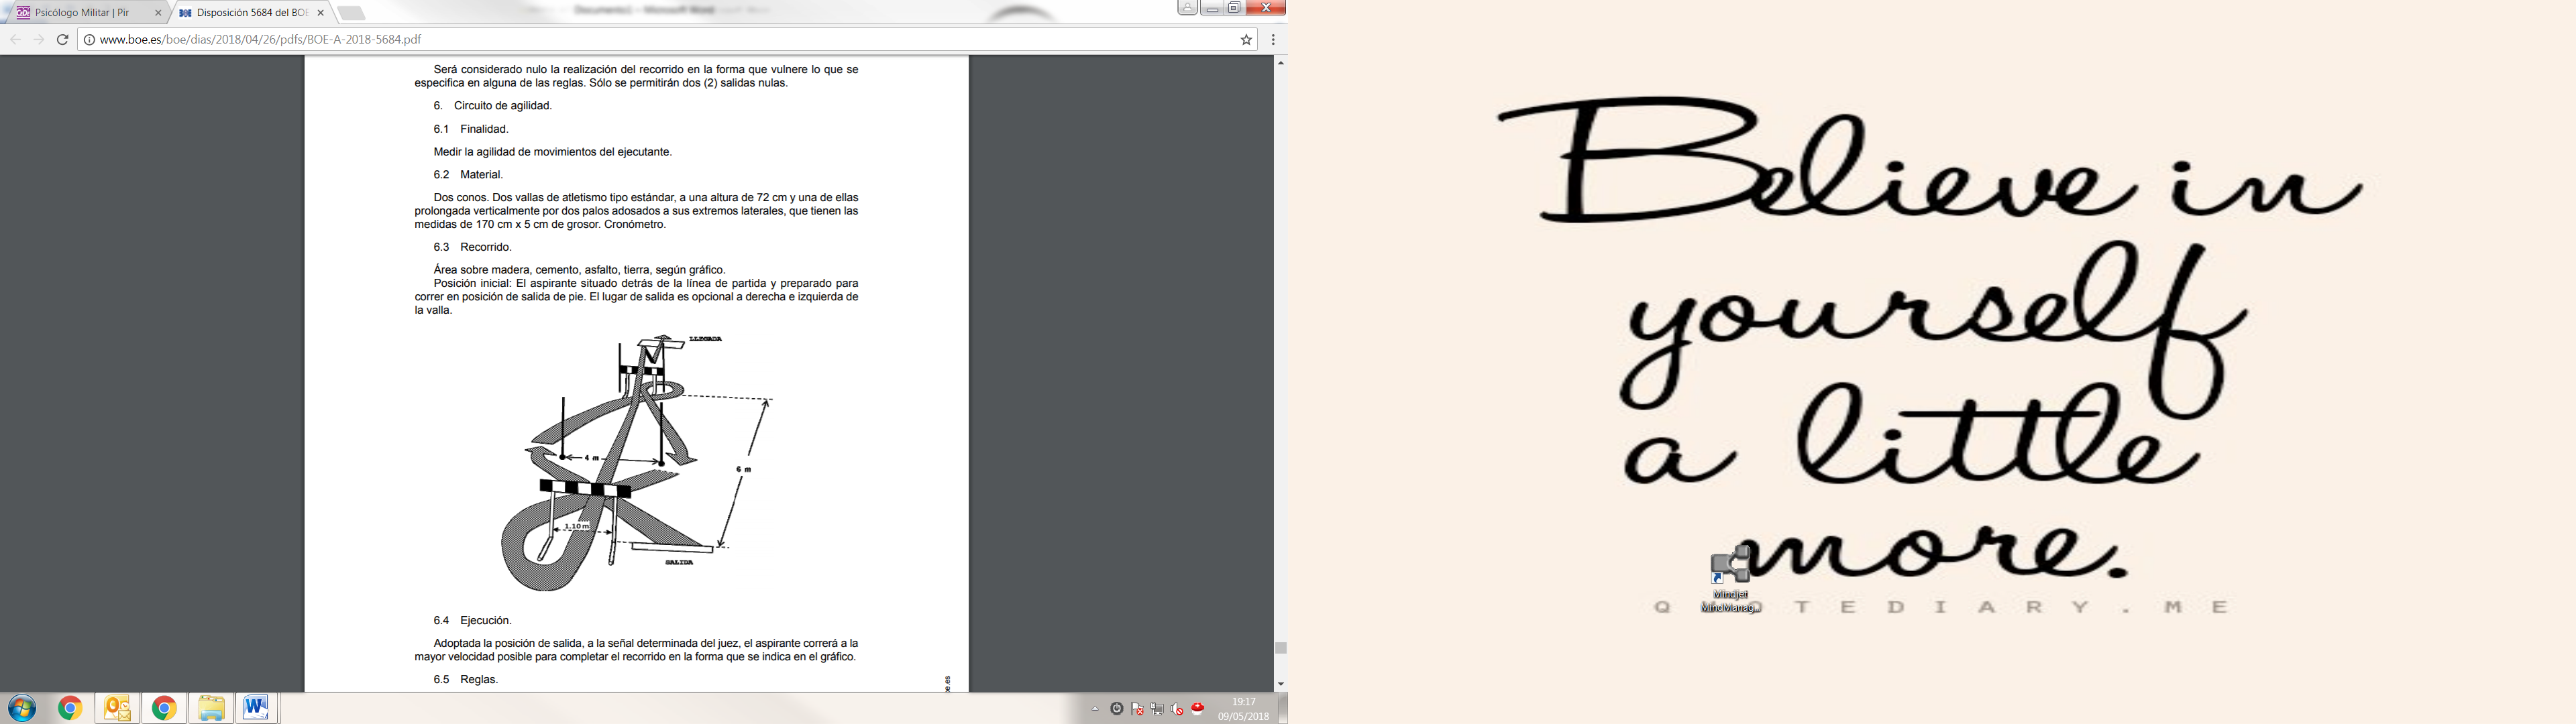 Psicólogo Militar | Pir
Disposición 5684 del BOE
www.boe.es/boe/dias/2018/04/26/pdfs/BOE-A-2018-5684.pdf
Será considerado nulo la realización del recorrido en la forma que vulnere lo que se
especifica en alguna de las reglas. Sólo se permitirán dos (2) salidas nulas.
6. Circuito de agilidad.
6.1 Finalidad.
Medir la agilidad de movimientos del ejecutante.
6.2 Material.
Dos conos. Dos vallas de atletismo tipo estándar, a una altura de 72 cm y una de ellas
prolongada verticalmente por dos palos adosados a sus extremos laterales, que tienen las
medidas de 170 cm x 5 cm de grosor. Cronómetro.
6.3 Recorrido.
Área sobre madera, cemento, asfalto, tierra, según gráfico.
Posición inicial: El aspirante situado detrás de la línea de partida y preparado para
correr en posición de salida de pie. El lugar de salida es opcional a derecha e izquierda de
la valla.
LLEGADA
4 m
6 m
1.10 m
SALIDA
6.4 Ejecución.
Adoptada la posición de salida, a la señal determinada del juez, el aspirante correrá a la
mayor velocidad posible para completar el recorrido en la forma que se indica en el gráfico.
6.5 Reglas.
19:17
09/05/2018
Believe in
yourself
a little
more.
Mindjet
MindManag...
QUOTEDIARY.ME